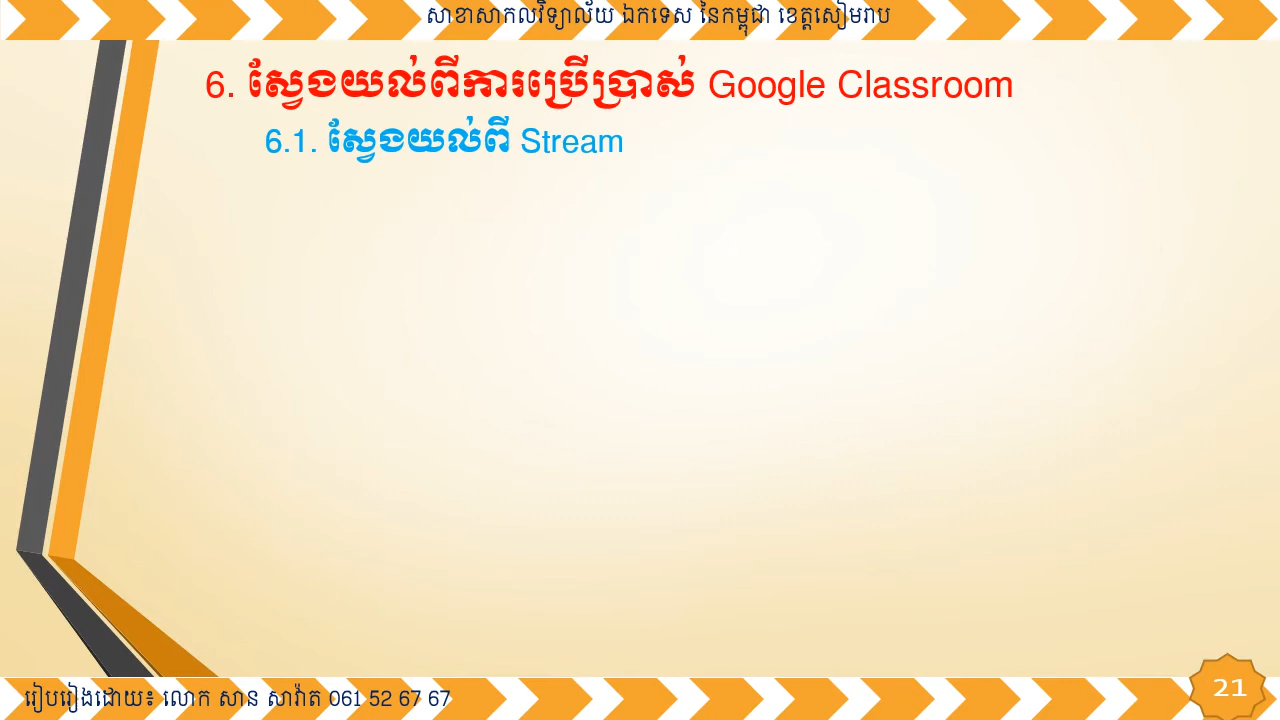 សាខាសាកលវិទ្យាល័យ ឯកទេស នៃកម្ពុជា ខេត្តសៀមរាប
6. ស្វែងយល់ពីការប្រើប្រាស់ Google Classroom
6.1. ស្វែងយល់ពី Stream
រៀបរៀងដោយ៖ លោក សាន សាវ៉ាត 061 52 67 67
21